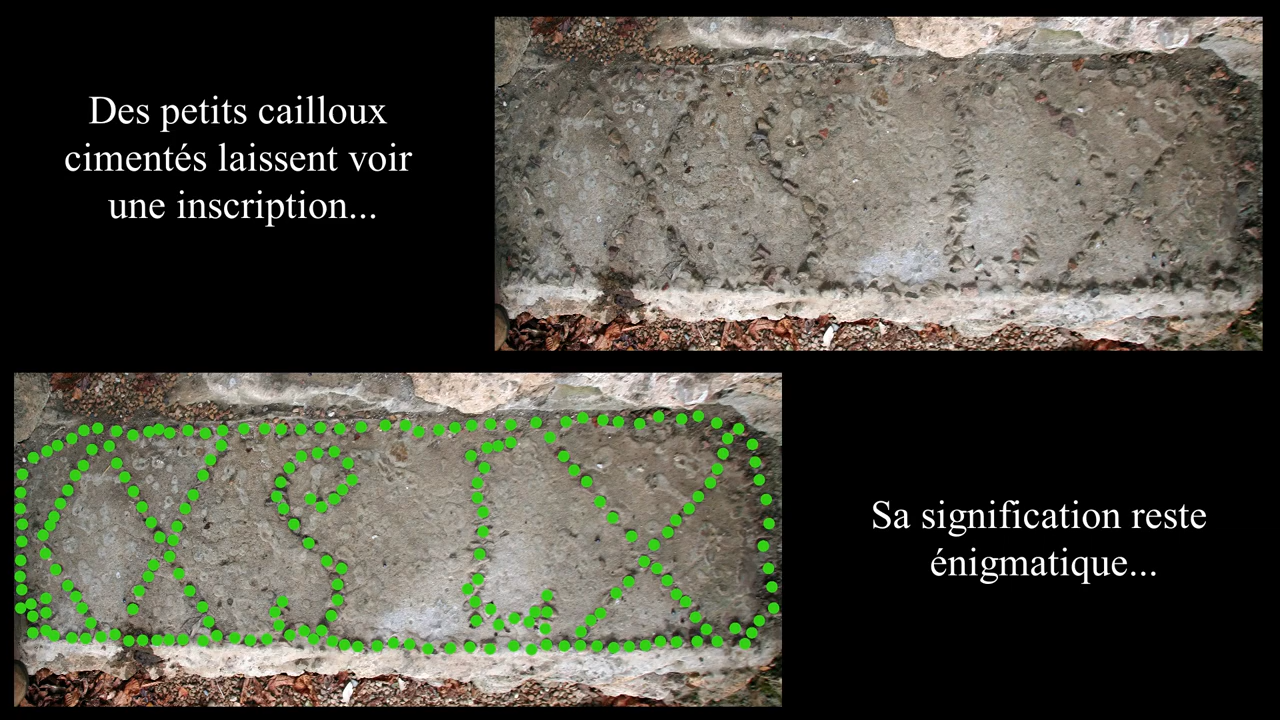 Des petits cailloux
cimentés laissent voir
une inscription...
Sa signification reste
énigmatique...